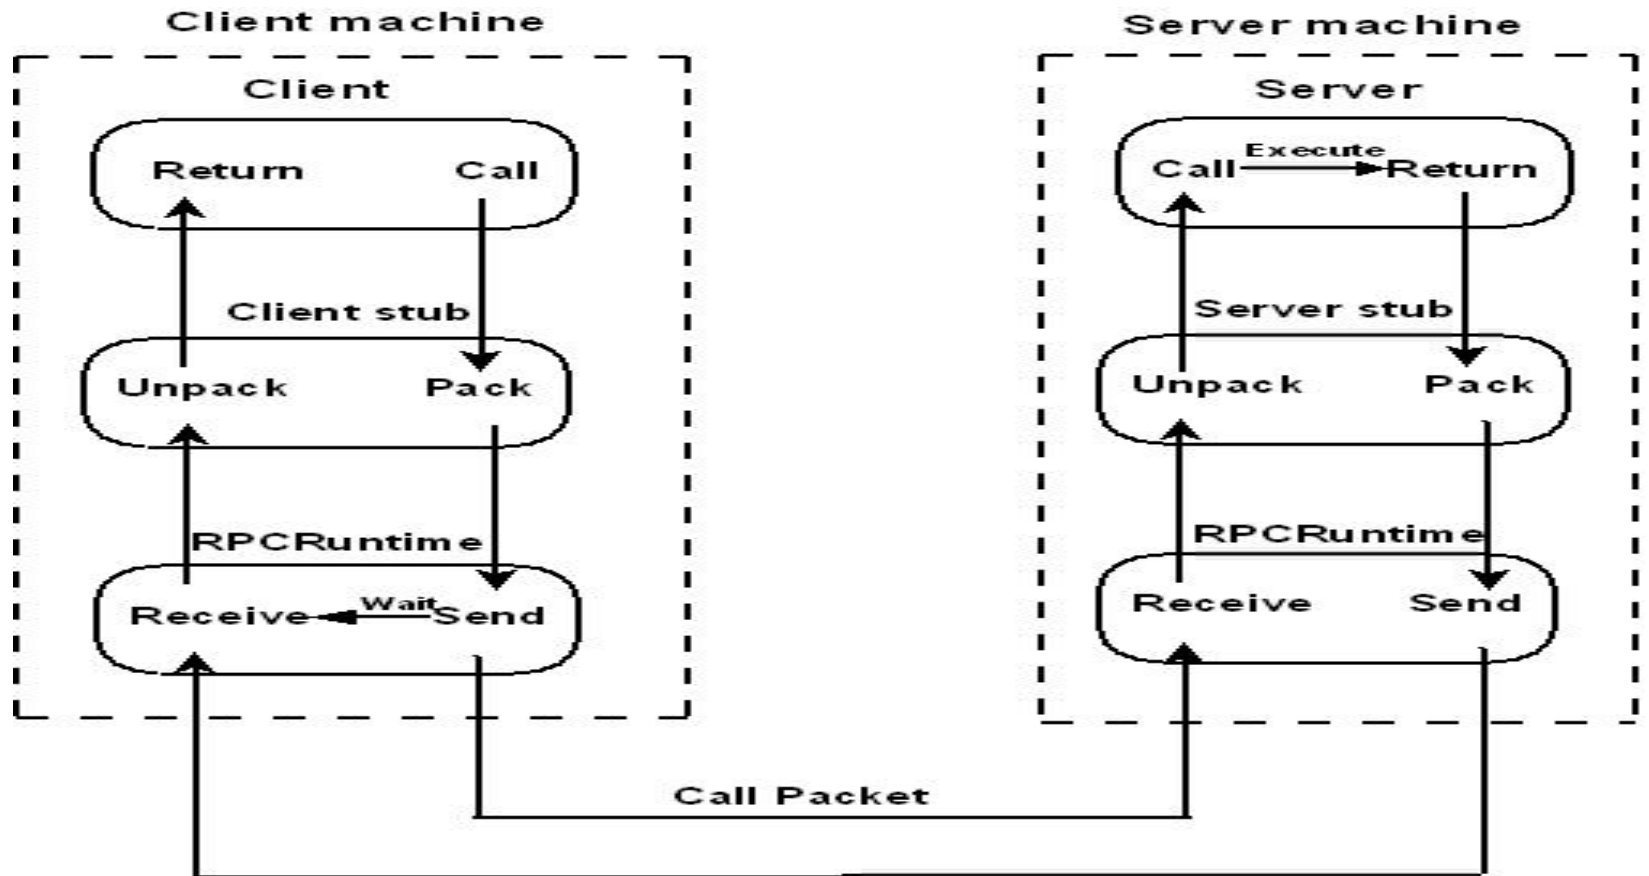 Client machine
Client
Return Call
Client stub
Unpack Pack
RPCRuntime
Receive Wait Send
Server machine
Server
Call Execute Return
Server stub
Unpack Pack
RPCRuntime
Receive Send
Call Packet